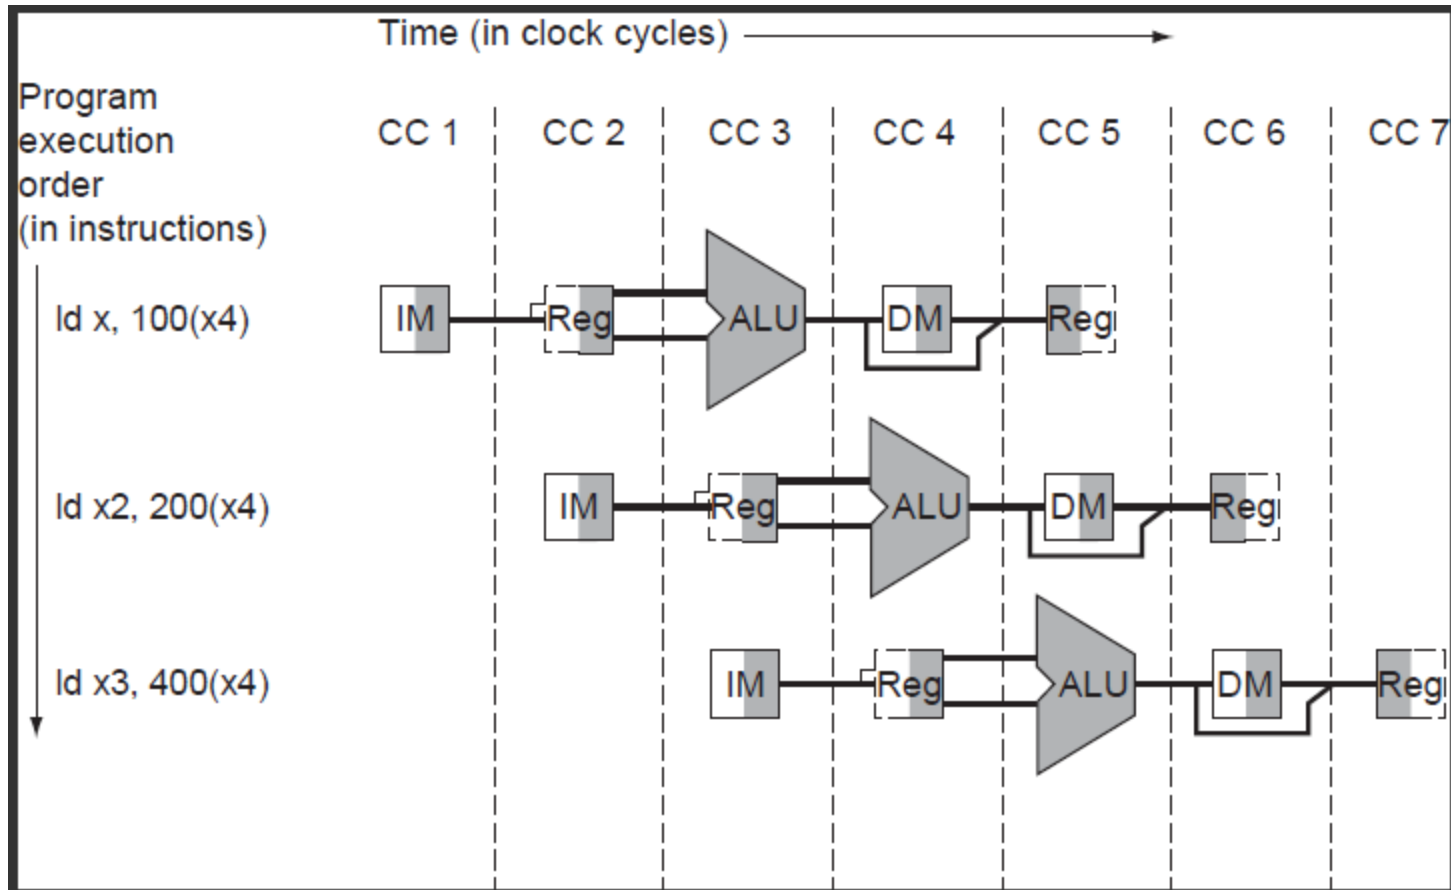 Time (in clock cycles)
Program
execution
order
(in instructions)
CC 1 CC 2 CC 3 CC 4 CC 5 CC 6 CC 7
ld x, 100(x4) IM Reg ALU DM Reg
ld x2, 200(x4) IM Reg ALU DM Reg
ld x3, 400(x4) IM Reg ALU DM Reg